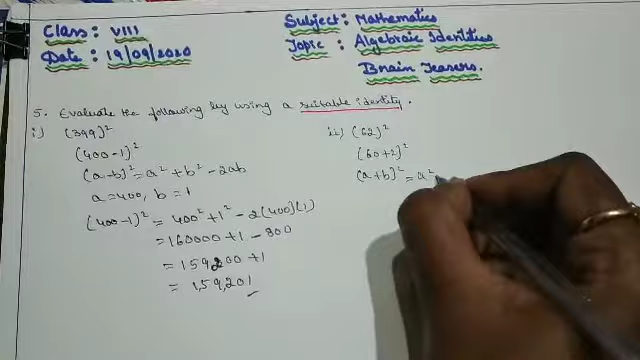 Class: VIII
Date: 19/09/2020
Subject: Mathematics
Topic: Algebraic Identities
Brain Teasers.
5. Evaluate the following by using a suitable identity.
i) (399)²
(400-1)²
(a-b)² = a² + b² - 2ab
a = 400, b = 1
(400-1)² = 400² + 1² - 2(400)(1)
= 160000 + 1 - 800
= 159200 + 1
= 1,59,201
ii) (62)²
(60+2)²
(a+b)² = a²